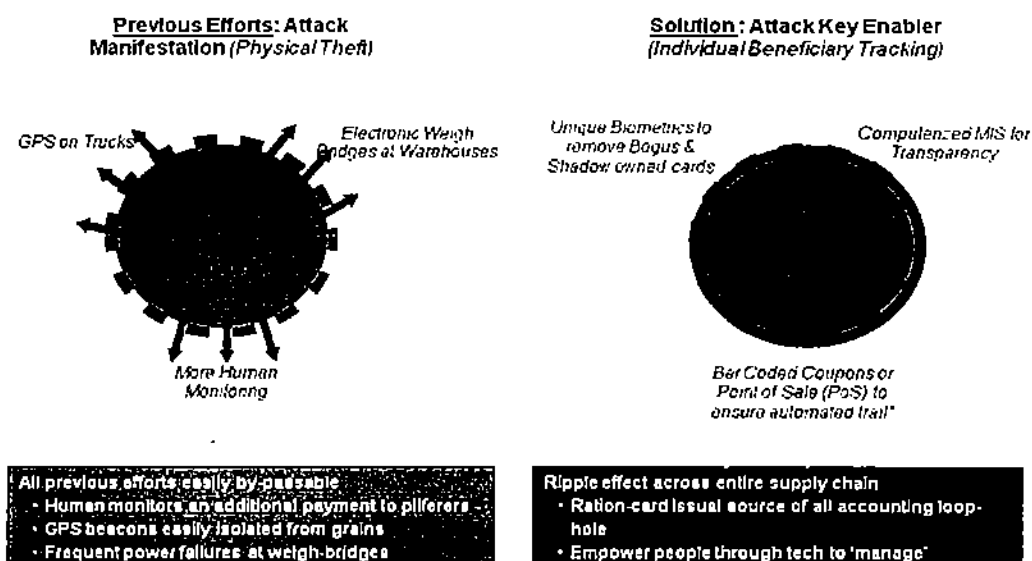 Previous Efforts: Attack
Manifestation (Physical Theft)
GPS on Trucks
Electronic Weigh
Bridges at Warehouses
More Human
Monitoring
All previous efforts easily by-passable
• Human monitors an additional payment to pilferers
• GPS beacons easily isolated from grains
• Frequent power failures at weigh-bridges
Solution: Attack Key Enabler
(Individual Beneficiary Tracking)
Unique Biometrics to
remove Bogus &
Shadow owned cards
Computerized MIS for
Transparency
Bar Coded Coupons or
Point of Sale (PoS) to
ensure automated trail"
Ripple effect across entire supply chain
• Ration-card issual source of all accounting loop-
hole
• Empower people through tech to 'manage"